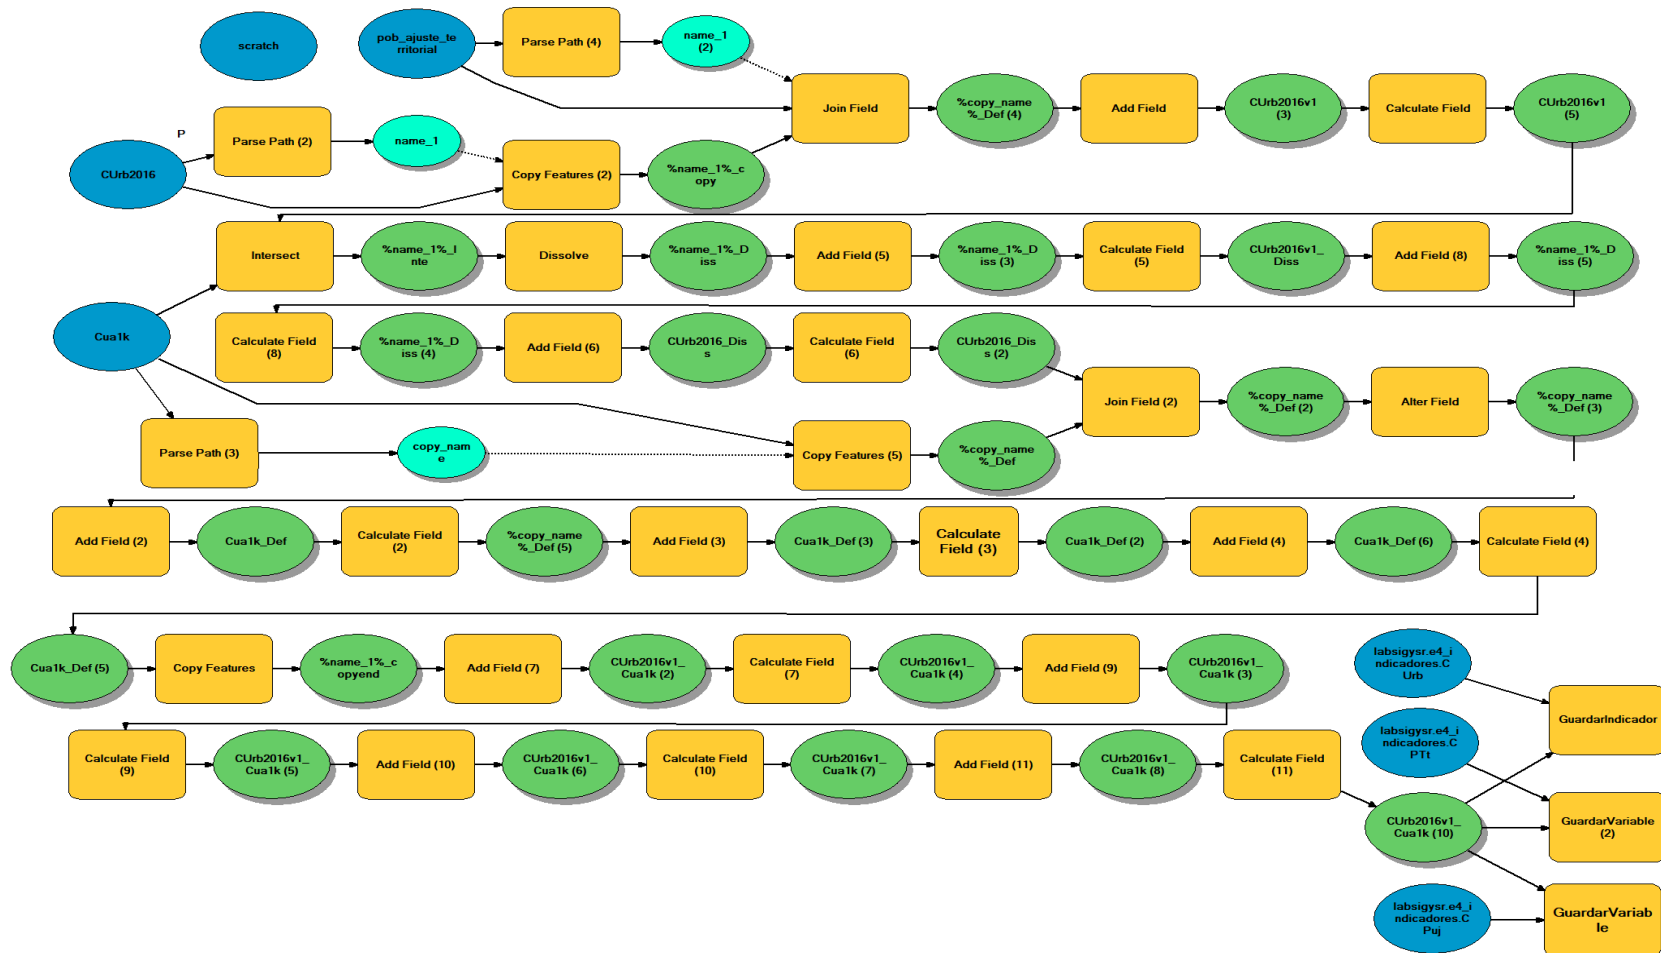 scratch
pob_ajuste_te
rritorial
Parse Path (4)
name_1
(2)
P
Parse Path (2)
name_1
CUrb2016
Copy Features (2)
%name_1%_c
opy
Join Field
%copy_name
%_Def (4)
Add Field
CUrb2016v1
(3)
Calculate Field
CUrb2016v1
(5)
Intersect
%name_1%_I
nte
Dissolve
%name_1%_D
iss
Add Field (5)
%name_1%_D
iss (3)
Calculate Field
(5)
CUrb2016v1_
Diss
Add Field (8)
%name_1%_D
iss (5)
Cua1k
Calculate Field
(8)
%name_1%_D
iss (4)
Add Field (6)
CUrb2016_Dis
s
Calculate Field
(6)
CUrb2016_Dis
s (2)
Join Field (2)
%copy_name
%_Def (2)
Alter Field
%copy_name
%_Def (3)
Parse Path (3)
copy_nam
e
Copy Features (5)
%copy_name
%_Def
Add Field (2)
Cua1k_Def
Calculate Field
(2)
%copy_name
%_Def (5)
Add Field (3)
Cua1k_Def (3)
Calculate
Field (3)
Cua1k_Def (2)
Add Field (4)
Cua1k_Def (6)
Calculate Field (4)
Cua1k_Def (5)
Copy Features
%name_1%_c
opyend
Add Field (7)
CUrb2016v1_
Cua1k (2)
Calculate Field
(7)
CUrb2016v1_
Cua1k (4)
Add Field (9)
CUrb2016v1_
Cua1k (3)
labsigysr.e4_i
ndicadores.C
Urb
GuardarIndicador
Calculate Field
(9)
CUrb2016v1_
Cua1k (5)
Add Field (10)
CUrb2016v1_
Cua1k (6)
Calculate Field
(10)
CUrb2016v1_
Cua1k (7)
Add Field (11)
CUrb2016v1_
Cua1k (8)
Calculate Field
(11)
labsigysr.e4_i
ndicadores.C
PTt
CUrb2016v1_
Cua1k (10)
GuardarVariable
(2)
labsigysr.e4_i
ndicadores.C
Puj
GuardarVariab
le